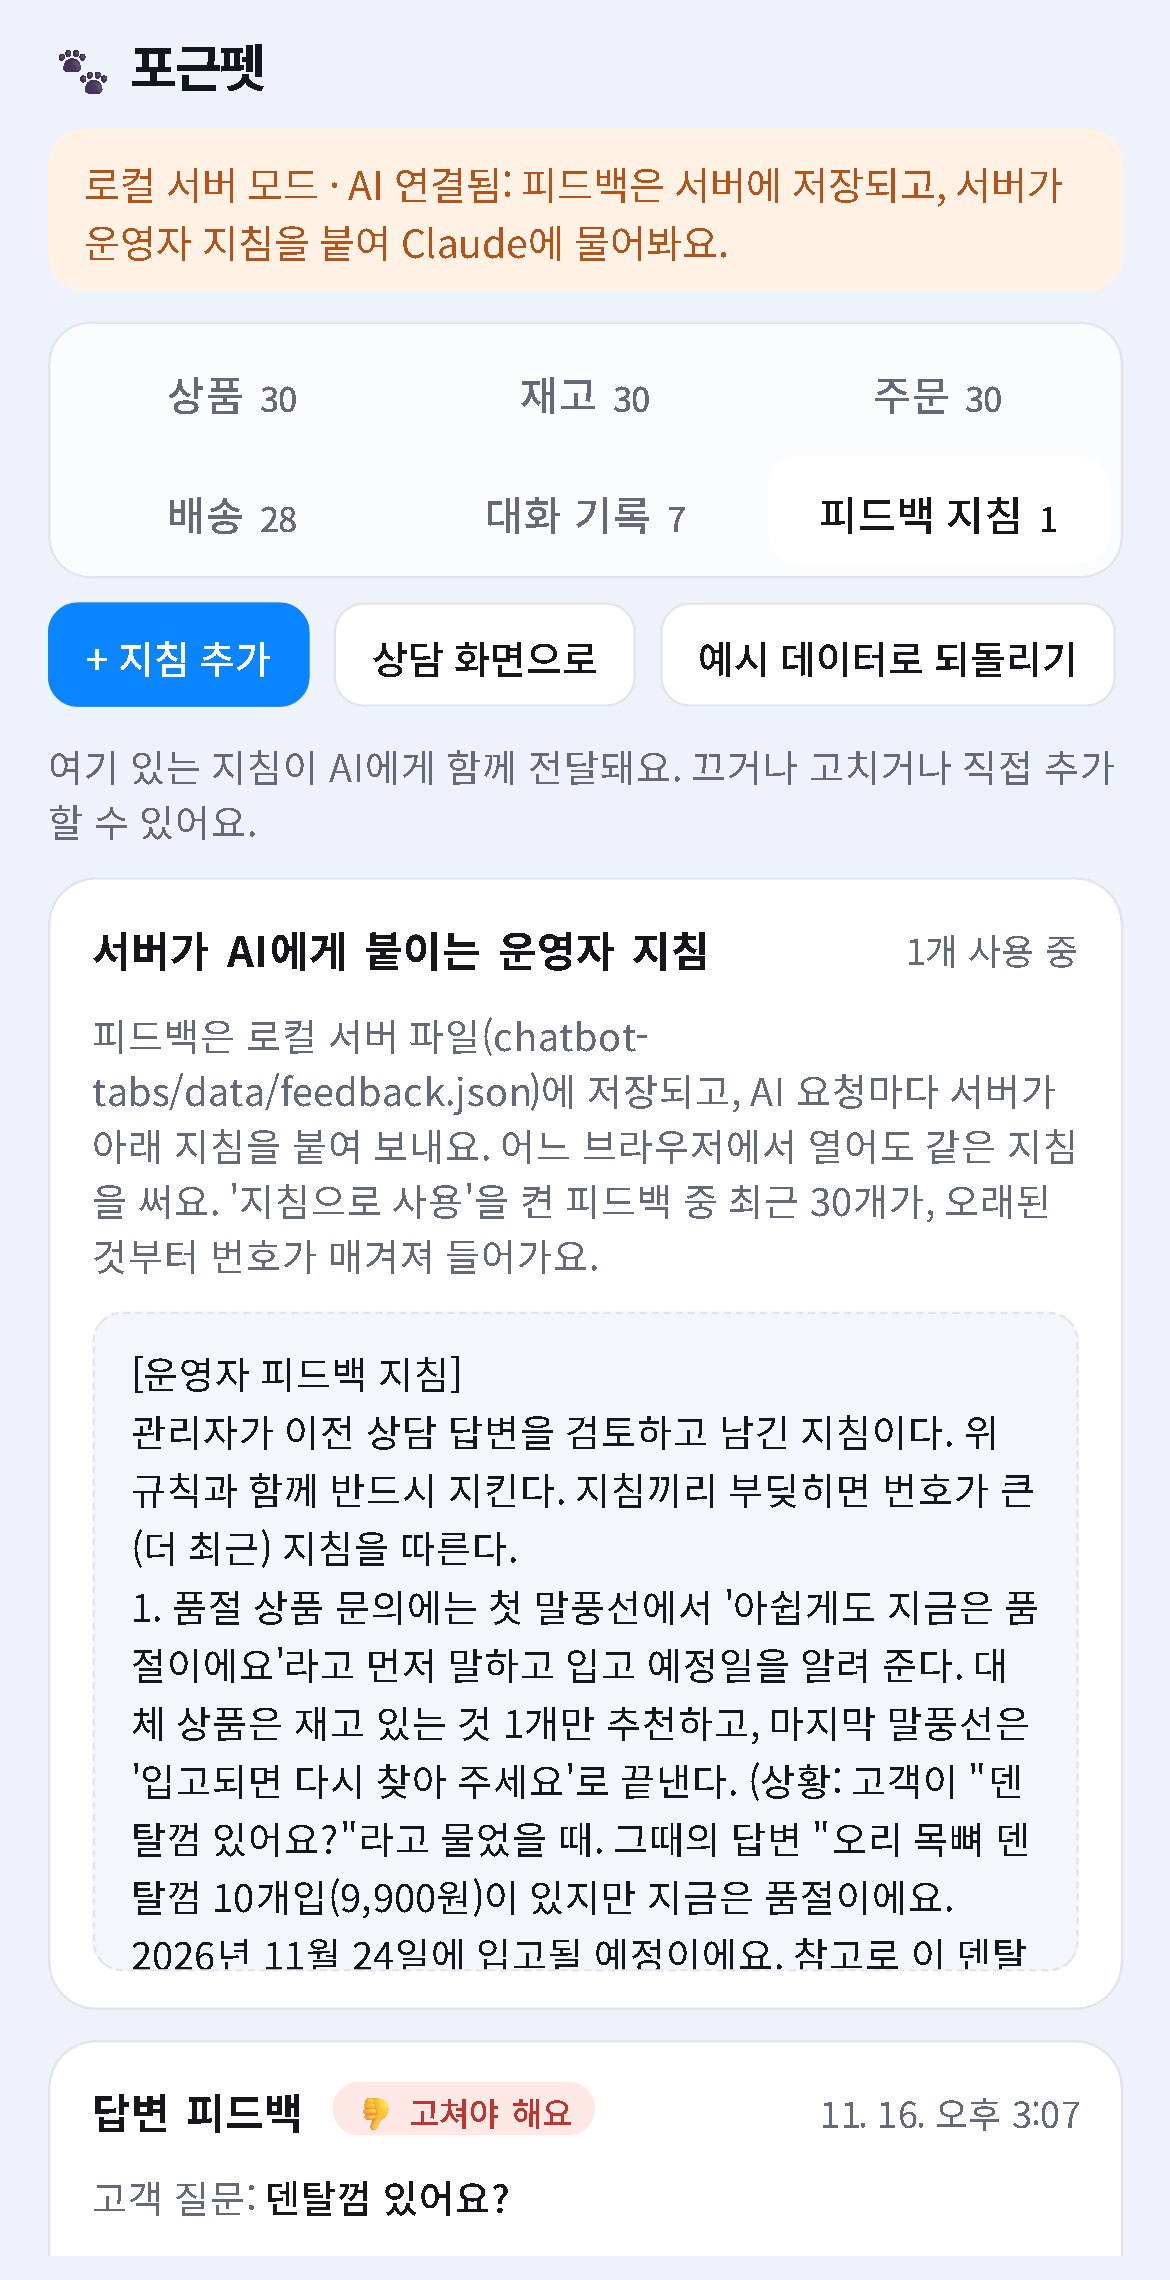 포근펫
로컬 서버 모드 · AI 연결됨: 피드백은 서버에 저장되고, 서버가
운영자 지침을 붙여 Claude에 물어봐요.
상품 30
재고 30
주문 30
배송 28
대화 기록 7
피드백 지침 1
+ 지침 추가
상담 화면으로
예시 데이터로 되돌리기
여기 있는 지침이 AI에게 함께 전달돼요. 끄거나 고치거나 직접 추가
할 수 있어요.
서버가 AI에게 붙이는 운영자 지침
1개 사용 중
피드백은 로컬 서버 파일(chatbot-
tabs/data/feedback.json)에 저장되고, AI 요청마다 서버가
아래 지침을 붙여 보내요. 어느 브라우저에서 열어도 같은 지침
을 써요. '지침으로 사용'을 켠 피드백 중 최근 30개가, 오래된
것부터 번호가 매겨져 들어가요.
[운영자 피드백 지침]
관리자가 이전 상담 답변을 검토하고 남긴 지침이다. 위
규칙과 함께 반드시 지킨다. 지침끼리 부딪히면 번호가 큰
(더 최근) 지침을 따른다.
1. 품절 상품 문의에는 첫 말풍선에서 '아쉽게도 지금은 품
절이에요'라고 먼저 말하고 입고 예정일을 알려 준다. 대
체 상품은 재고 있는 것 1개만 추천하고, 마지막 말풍선은
'입고되면 다시 찾아 주세요'로 끝낸다. (상황: 고객이 "덴
탈껌 있어요?"라고 물었을 때. 그때의 답변 "오리 목뼈 덴
탈껌 10개입(9,900원)이 있지만 지금은 품절이에요.
2026년 11월 24일에 입고될 예정이에요. 참고로 이 덴탈
답변 피드백
👎 고쳐야 해요
11. 16. 오후 3:07
고객 질문: 덴탈껌 있어요?